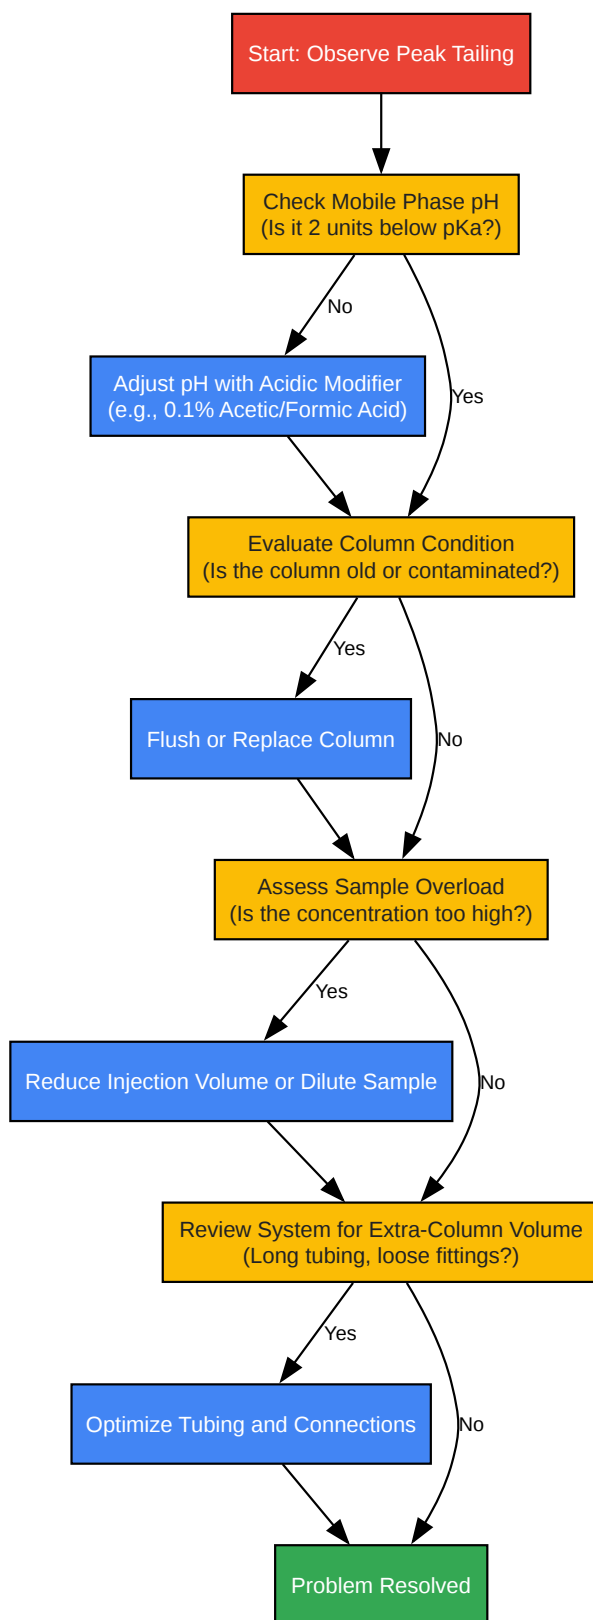 Start: Observe Peak Tailing
Check Mobile Phase pH
(Is it 2 units below pKa?)
No
Adjust pH with Acidic Modifier
(e.g., 0.1% Acetic/Formic Acid)
Yes
Evaluate Column Condition
(Is the column old or contaminated?)
Yes
Flush or Replace Column
No
Assess Sample Overload
(Is the concentration too high?)
Yes
Reduce Injection Volume or Dilute Sample
No
Review System for Extra-Column Volume
(Long tubing, loose fittings?)
Yes
Optimize Tubing and Connections
No
Problem Resolved